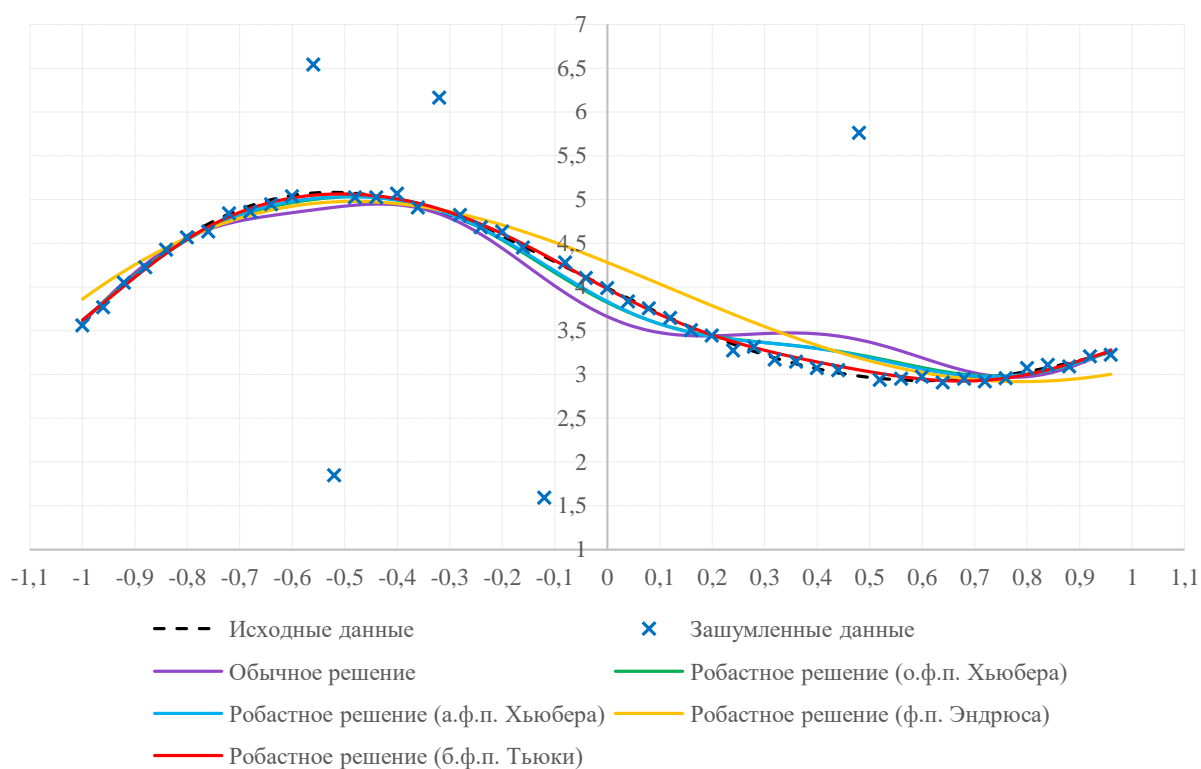 7
6,5
6
5,5
5
4,5
4
3,5
3
2,5
2
1,5
1
-1,1 -1 -0,9 -0,8 -0,7 -0,6 -0,5 -0,4 -0,3 -0,2 -0,1 0 0,1 0,2 0,3 0,4 0,5 0,6 0,7 0,8 0,9 1 1,1
Исходные данные Зашумленные данные
Обычное решение Робастное решение (о.ф.п. Хьюбера)
Робастное решение (а.ф.п. Хьюбера) Робастное решение (ф.п. Эндрюса)
Робастное решение (б.ф.п. Тьюки)